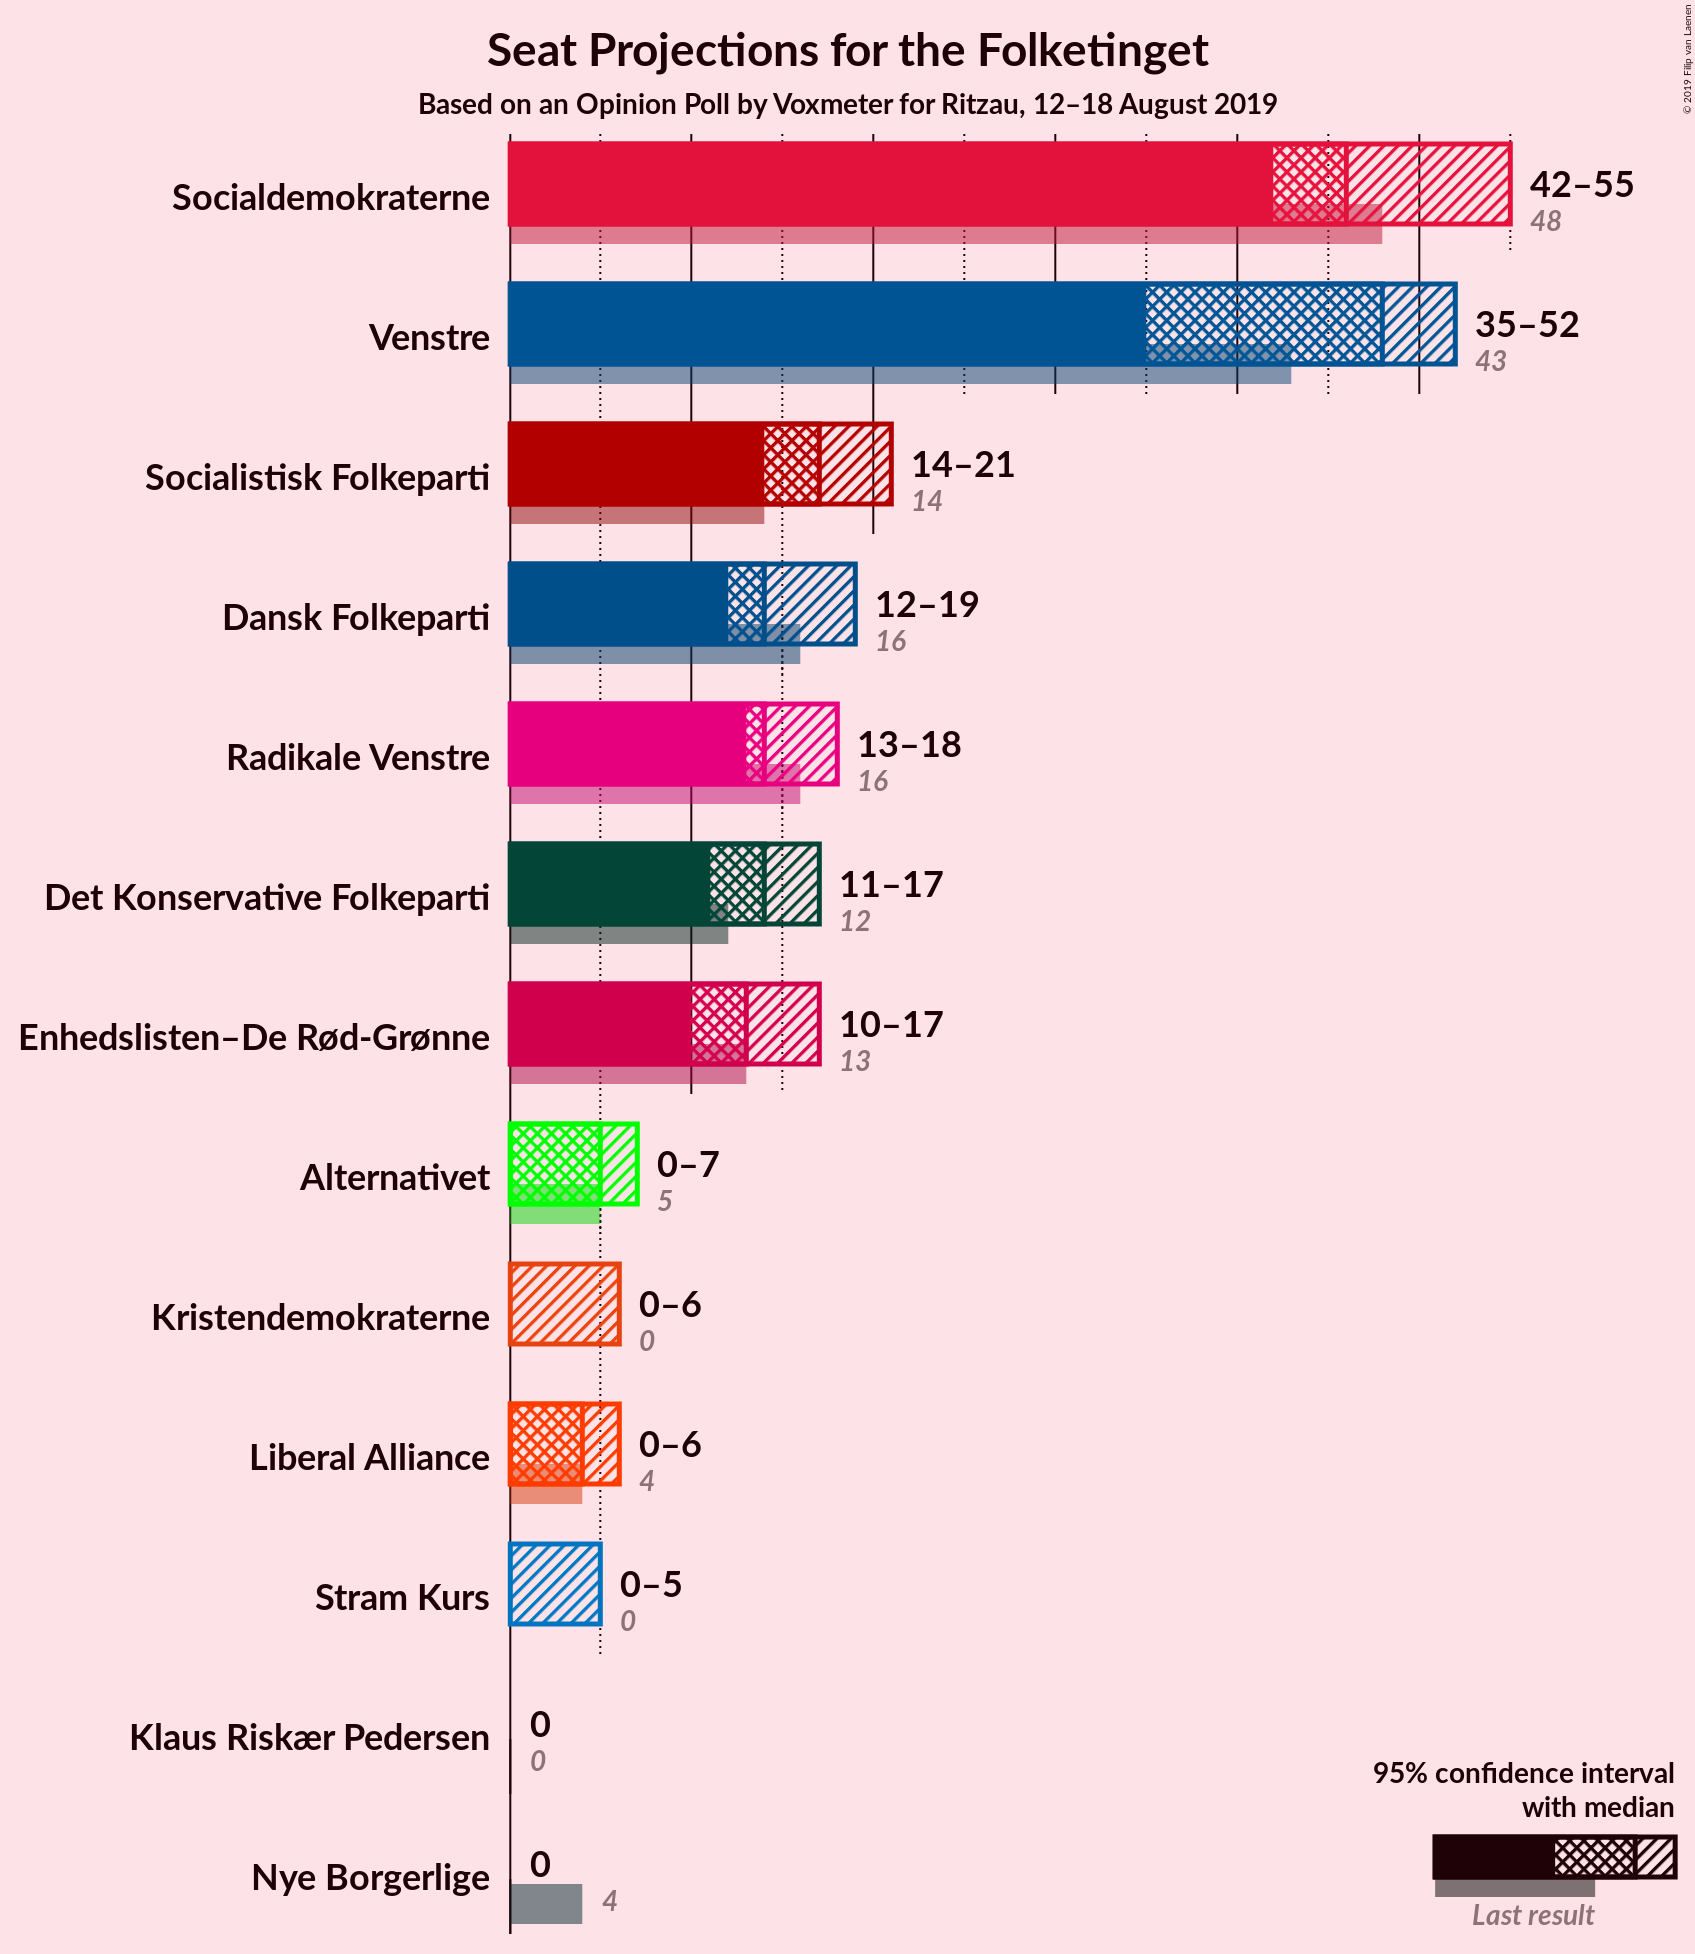 Seat Projections for the Folketinget
Based on an Opinion Poll by Voxmeter for Ritzau, 12–18 August 2019
© 2019 Filip van Laenen
Socialdemokraterne
42–55
48
Venstre
35–52
43
Socialistisk Folkeparti
14–21
14
Dansk Folkeparti
12–19
16
Radikale Venstre
13–18
16
Det Konservative Folkeparti
11–17
12
Enhedslisten–De Rød-Grønne
10–17
13
Alternativet
0–7
5
Kristendemokraterne
0–6
0
Liberal Alliance
0–6
4
Stram Kurs
0–5
0
Klaus Riskær Pedersen
0
0
Nye Borgerlige
0
4
95% confidence interval
with median
Last result